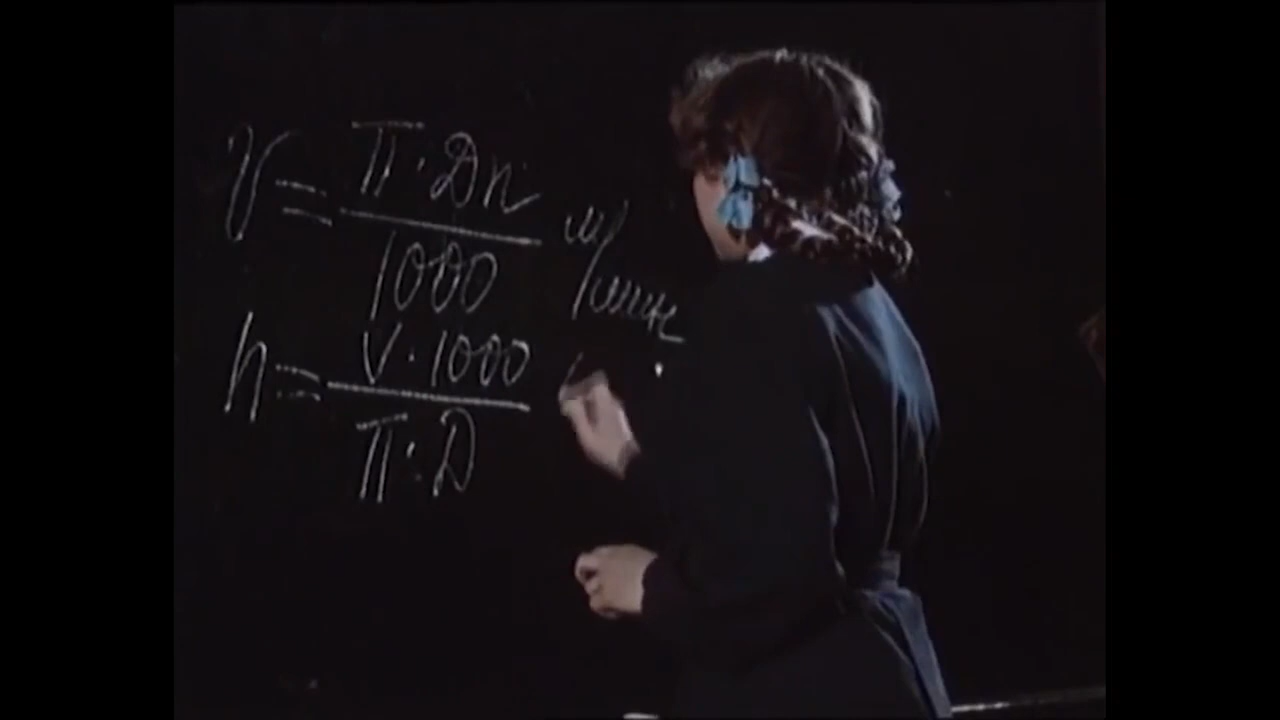 V = π · Dn / 1000 м/мин
n = V · 1000 / π · D